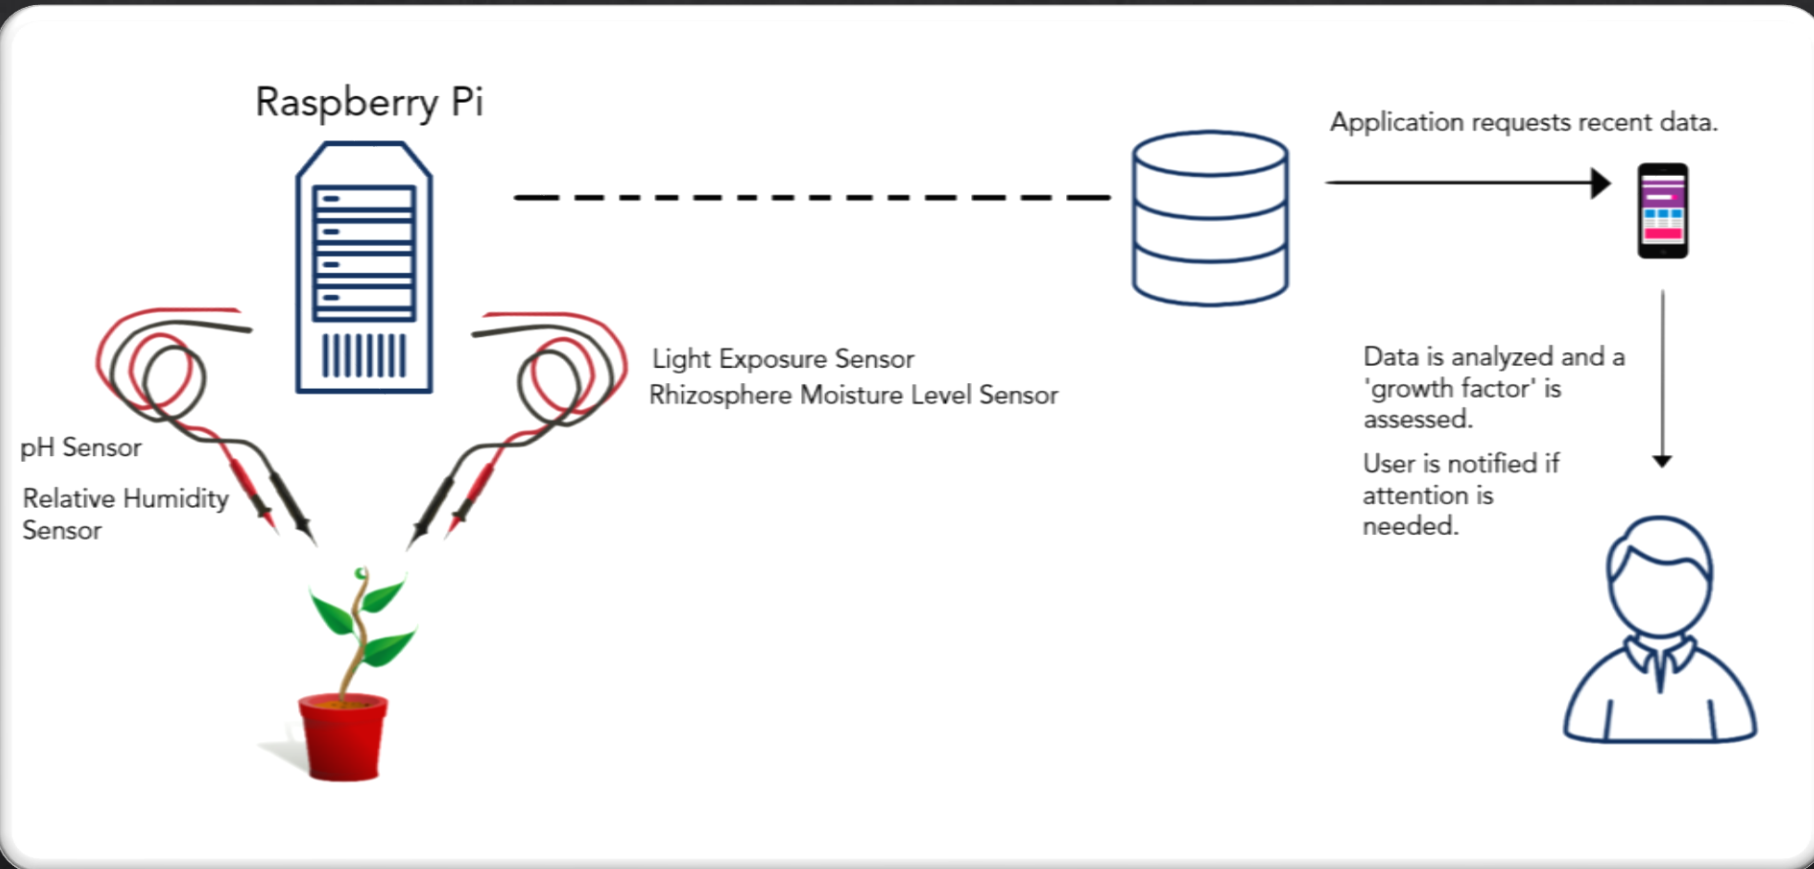 Raspberry Pi
Application requests recent data.
Light Exposure Sensor
Rhizosphere Moisture Level Sensor
pH Sensor
Relative Humidity
Sensor
Data is analyzed and a
'growth factor' is
assessed.
User is notified if
attention is
needed.